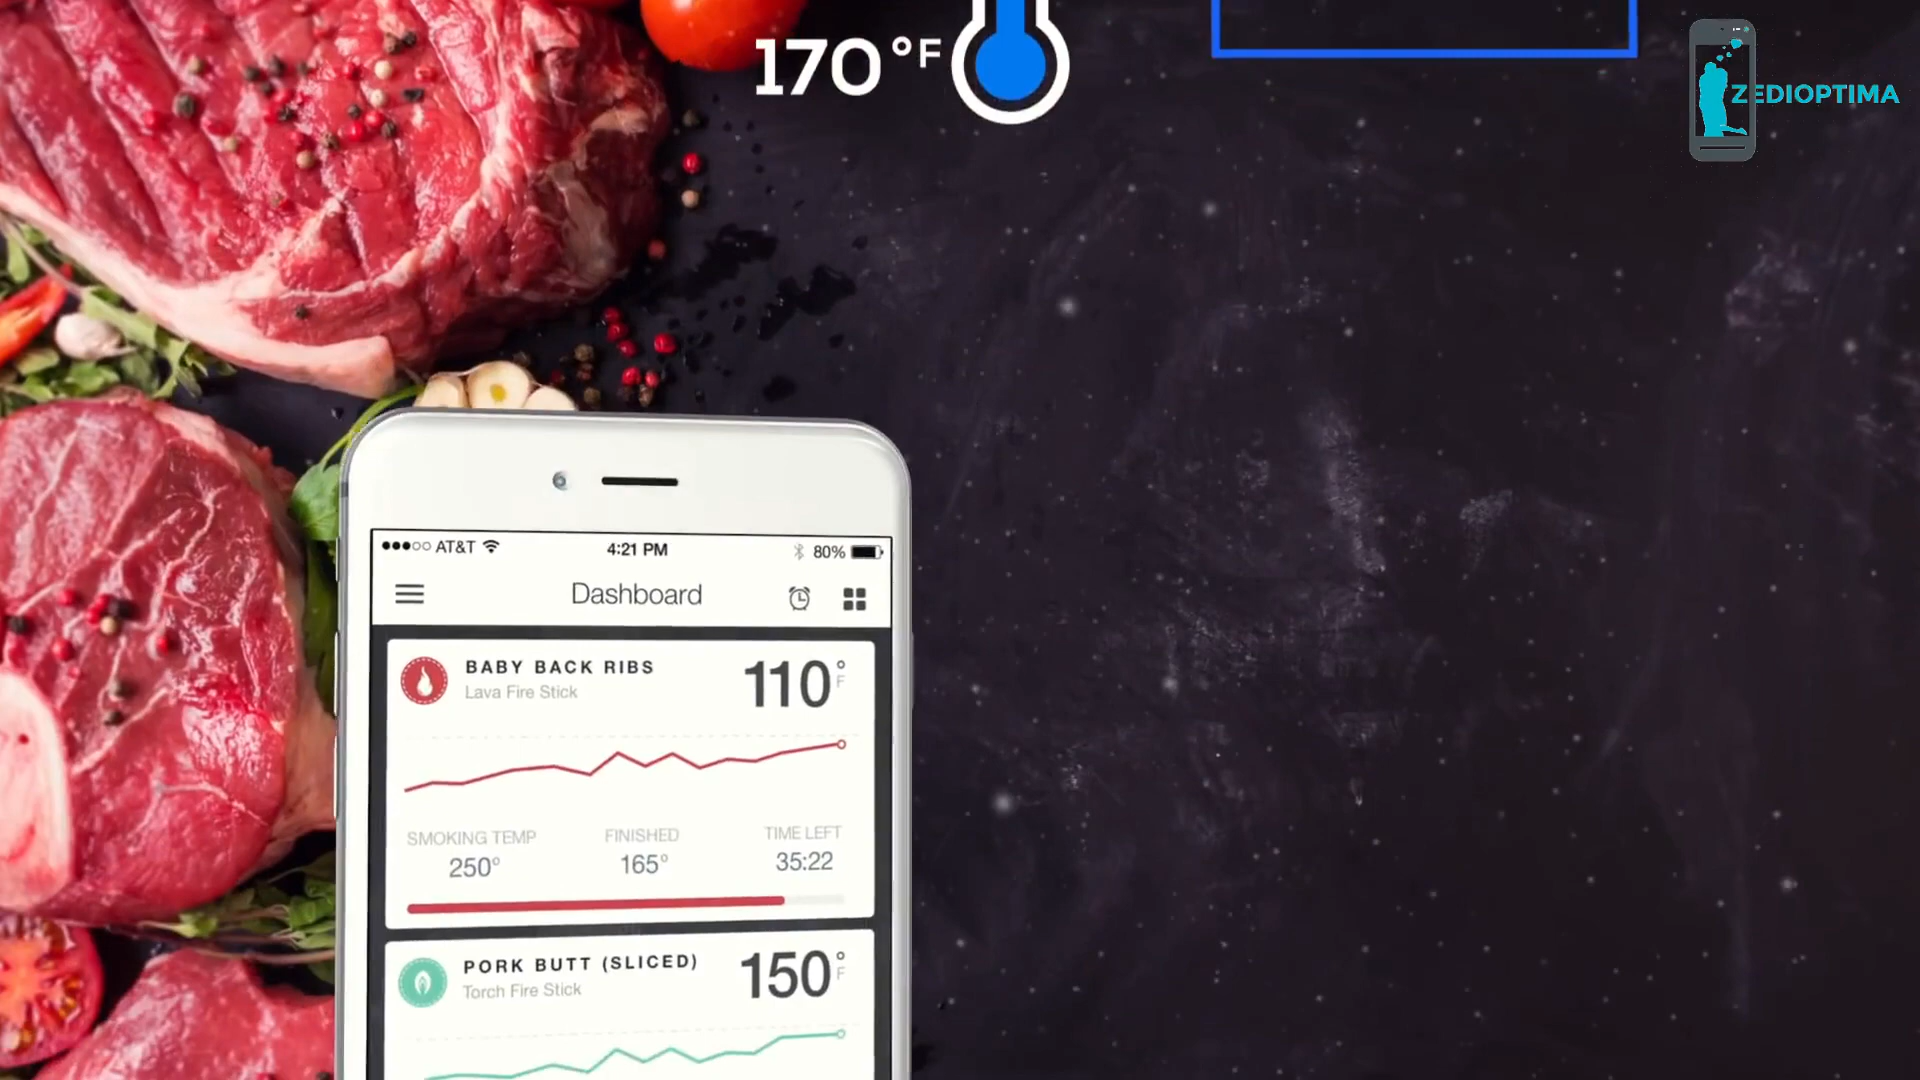 170°F
ZEDIOPTIMA
AT&T 4:21 PM 80%
Dashboard
BABY BACK RIBS
Lava Fire Stick
110°F
SMOKING TEMP FINISHED TIME LEFT
250° 165° 35:22
PORK BUTT (SLICED)
Torch Fire Stick
150°F